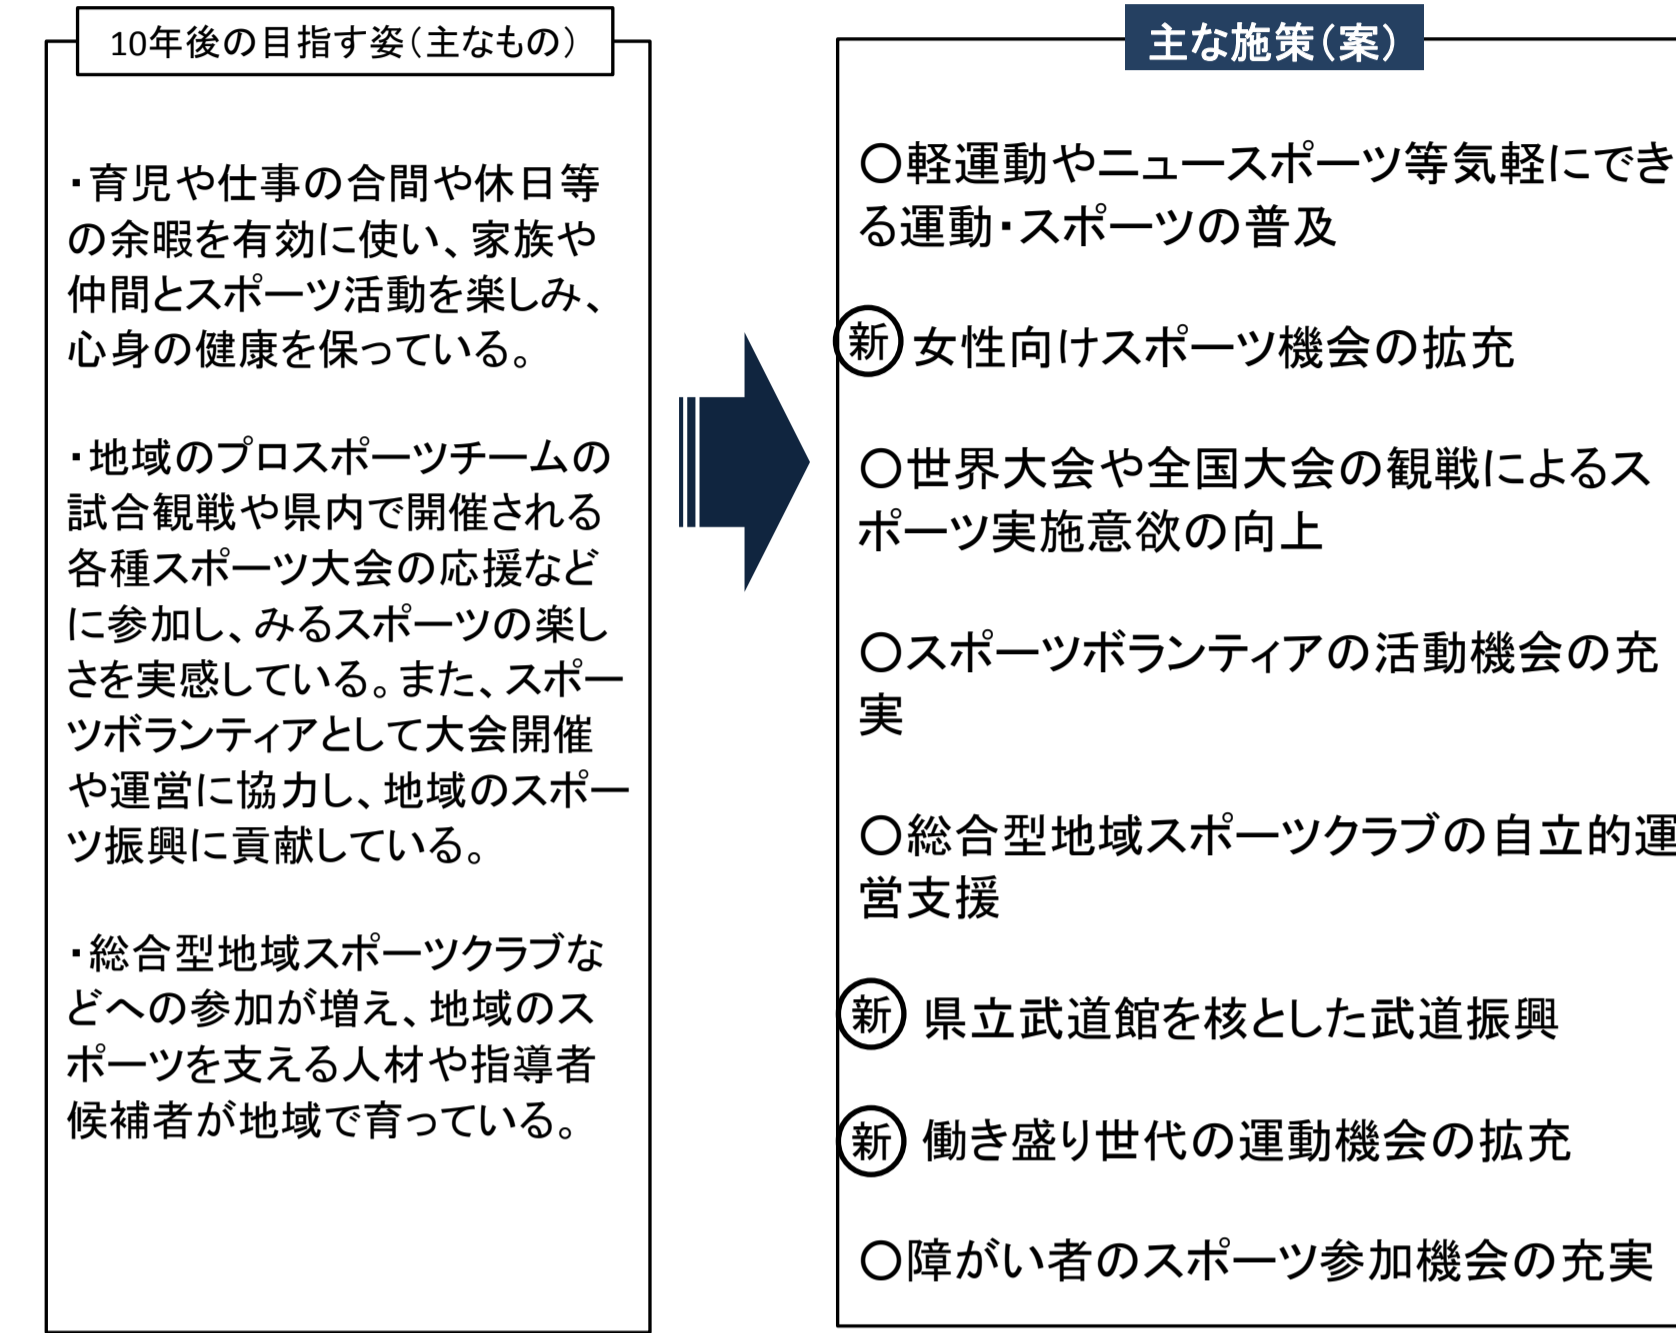 10年後の目指す姿(主なもの)
・育児や仕事の合間や休日等
の余暇を有効に使い、家族や
仲間とスポーツ活動を楽しみ、
心身の健康を保っている。
・地域のプロスポーツチームの
試合観戦や県内で開催される
各種スポーツ大会の応援など
に参加し、みるスポーツの楽し
さを実感している。また、スポー
ツボランティアとして大会開催
や運営に協力し、地域のスポー
ツ振興に貢献している。
・総合型地域スポーツクラブな
どへの参加が増え、地域のス
ポーツを支える人材や指導者
候補者が地域で育っている。
主な施策(案)
○軽運動やニュースポーツ等気軽にでき
る運動・スポーツの普及
新 女性向けスポーツ機会の拡充
○世界大会や全国大会の観戦によるス
ポーツ実施意欲の向上
○スポーツボランティアの活動機会の充
実
○総合型地域スポーツクラブの自立的運
営支援
新 県立武道館を核とした武道振興
新 働き盛り世代の運動機会の拡充
○障がい者のスポーツ参加機会の充実